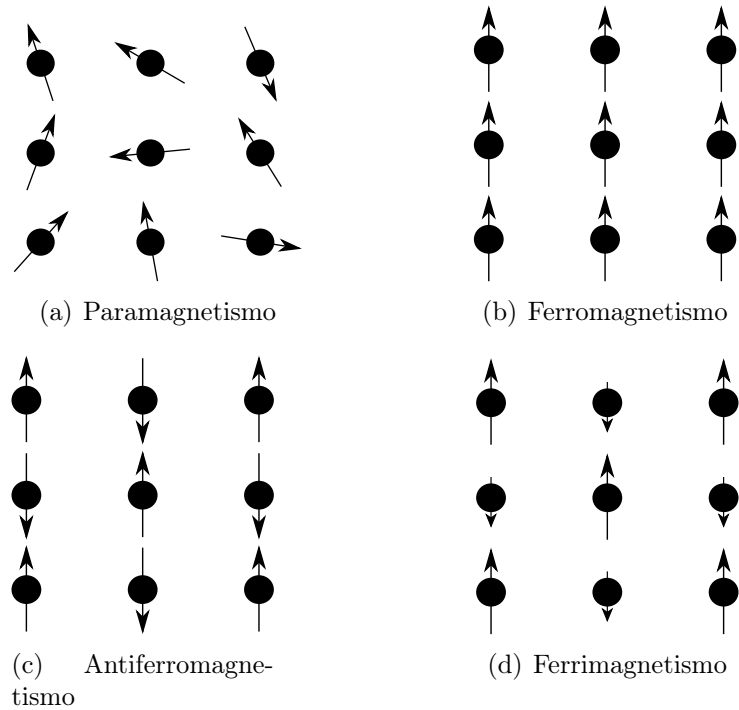 (a) Paramagnetismo
(b) Ferromagnetismo
(c) Antiferromagne-
tismo
(d) Ferrimagnetismo